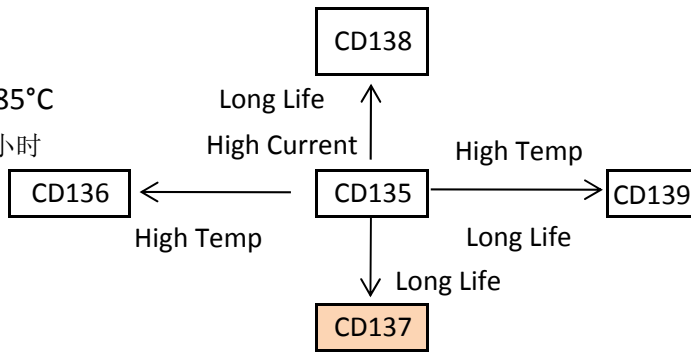 CD138
85°C
Long Life
小时
High Current
High Temp
CD136
CD135
CD139
High Temp
Long Life
Long Life
CD137